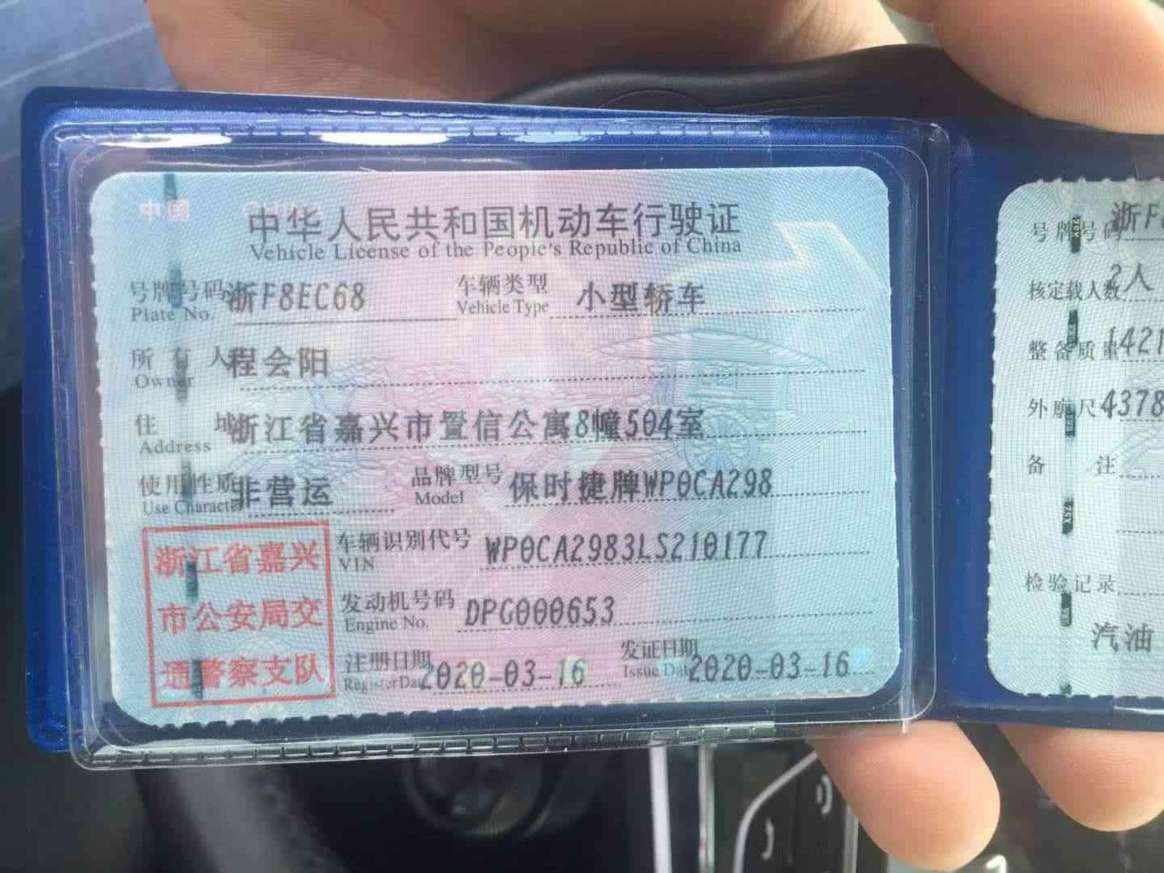 中国
中华人民共和国机动车行驶证
Vehicle License of the People's Republic of China
号牌号码 浙F8EC68 车辆类型 小型轿车
Plate No. Vehicle Type
所有人 程会阳
Owner
住 浙江省嘉兴市置信公寓8幢504室
Address
使用性质 非营运 品牌型号 保时捷牌WP0CA298
Use Character Model
浙江省嘉兴
市公安局交
通警察支队
车辆识别代号 WP0CA2983LS210177
VIN
发动机号码 DPG000653
Engine No.
注册日期 2020-03-16 发证日期 2020-03-16
Register Date Issue Date
号牌号码 浙F
核定载人数 2人
整备质量 1421
外廓尺 4378
备注
检验记录
汽油